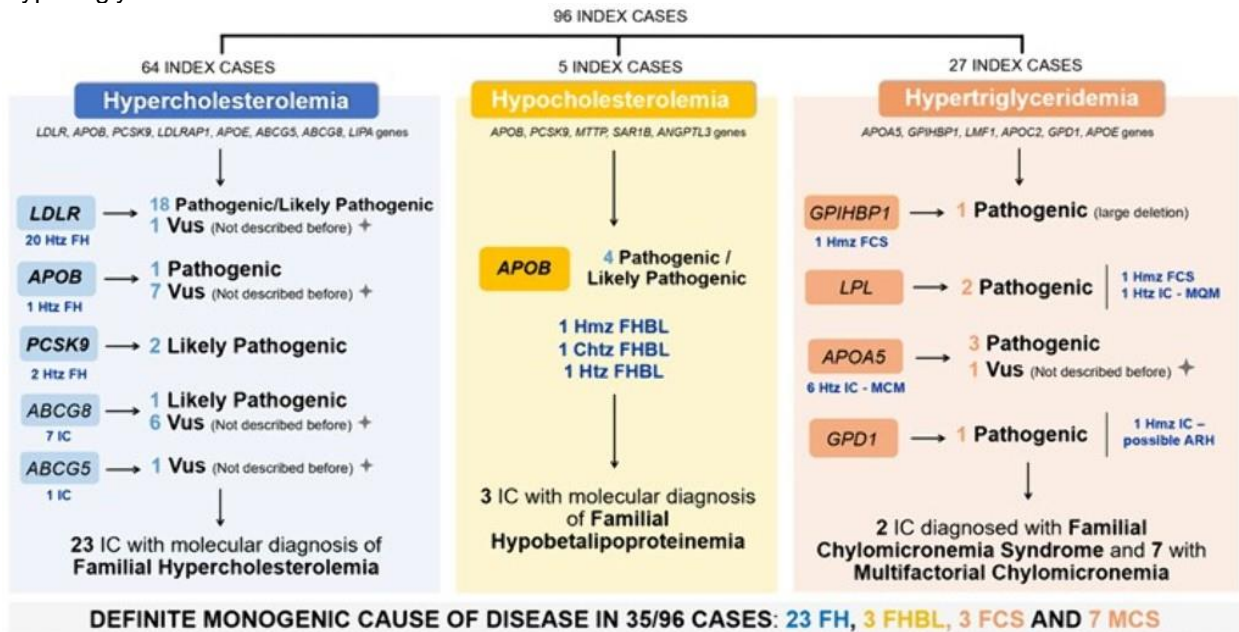 96 INDEX CASES
64 INDEX CASES
Hypercholesterolemia
LDLR, APOB, PCSK9, LDLRAP1, APOE, ABCG5, ABCG8, LIPA genes
LDLR
20 Htz FH
18 Pathogenic/Likely Pathogenic
1 Vus (Not described before)
APOB
1 Htz FH
1 Pathogenic
7 Vus (Not described before)
PCSK9
2 Htz FH
2 Likely Pathogenic
ABCG8
7 IC
1 Likely Pathogenic
6 Vus (Not described before)
ABCG5
1 IC
1 Vus (Not described before)
23 IC with molecular diagnosis of
Familial Hypercholesterolemia
5 INDEX CASES
Hypocholesterolemia
APOB, PCSK9, MTTP, SAR1B, ANGPTL3 genes
APOB
4 Pathogenic /
Likely Pathogenic
1 Hmz FHBL
1 Chtz FHBL
1 Htz FHBL
3 IC with molecular diagnosis
of Familial
Hypobetalipoproteinemia
27 INDEX CASES
Hypertriglyceridemia
APOA5, GPIHBP1, LMF1, APOC2, GPD1, APOE genes
GPIHBP1
1 Hmz FCS
1 Pathogenic (large deletion)
LPL
2 Pathogenic
1 Hmz FCS
1 Htz IC - MQM
APOA5
6 Htz IC - MCM
3 Pathogenic
1 Vus (Not described before)
GPD1
1 Pathogenic
1 Hmz IC –
possible ARH
2 IC diagnosed with Familial
Chylomicronemia Syndrome and 7 with
Multifactorial Chylomicronemia
DEFINITE MONOGENIC CAUSE OF DISEASE IN 35/96 CASES: 23 FH, 3 FHBL, 3 FCS AND 7 MCS